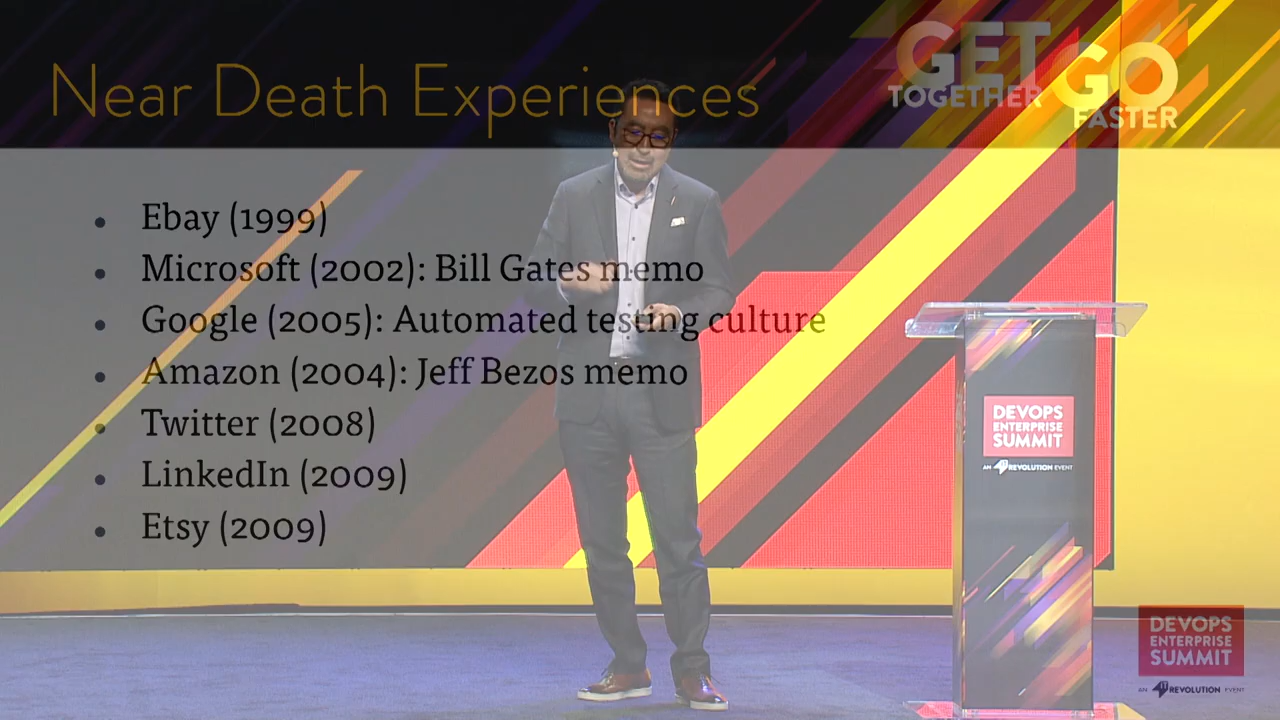 Near Death Experiences
GET
TOGETHER
GO
FASTER
• Ebay (1999)
• Microsoft (2002): Bill Gates memo
• Google (2005): Automated testing culture
• Amazon (2004): Jeff Bezos memo
• Twitter (2008)
• LinkedIn (2009)
• Etsy (2009)
DEVOPS
ENTERPRISE
SUMMIT
AN IT REVOLUTION EVENT
DEVOPS
ENTERPRISE
SUMMIT
AN IT REVOLUTION EVENT